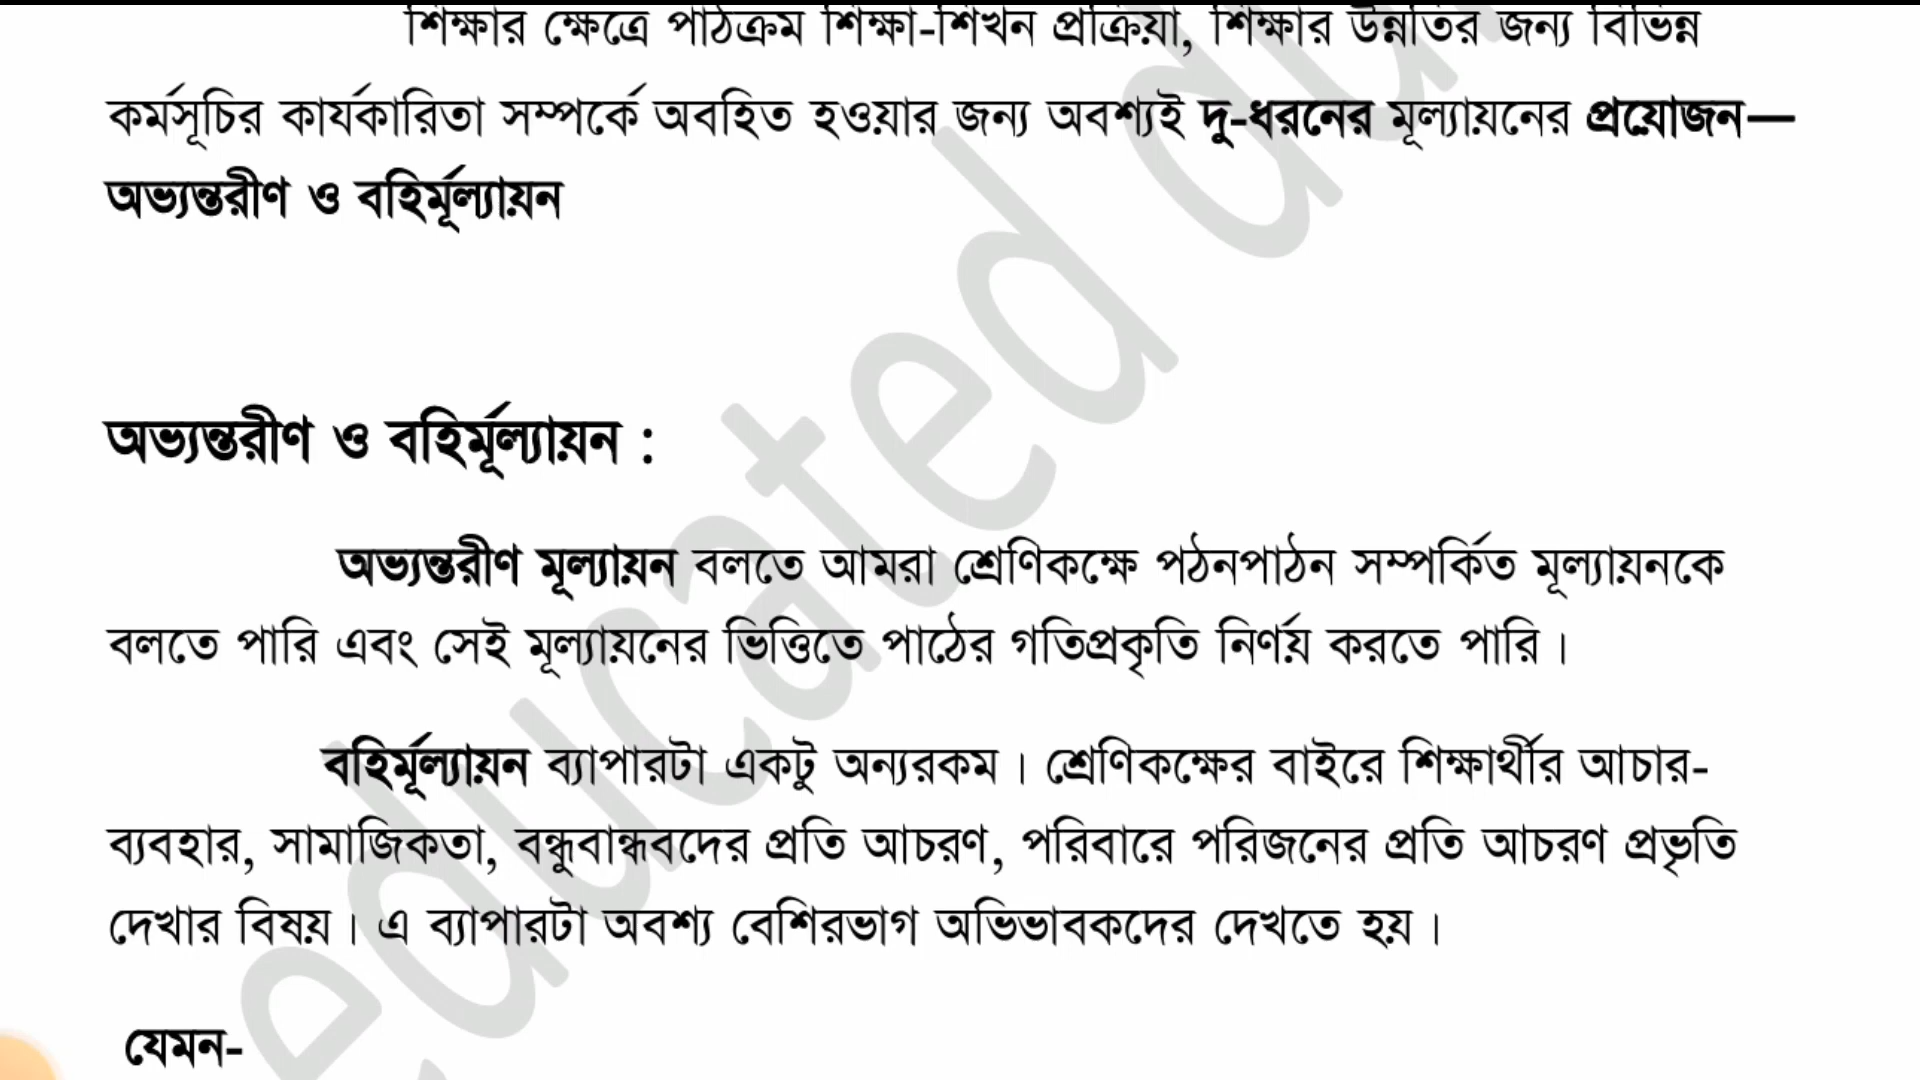 শিক্ষার ক্ষেত্রে পাঠক্রম শিক্ষা-শিখন প্রক্রিয়া, শিক্ষার উন্নতির জন্য বিভিন্ন
কর্মসূচির কার্যকারিতা সম্পর্কে অবহিত হওয়ার জন্য অবশ্যই দু-ধরনের মূল্যায়নের প্রয়োজন—
অভ্যন্তরীণ ও বহির্মূল্যায়ন
অভ্যন্তরীণ ও বহির্মূল্যায়ন :
অভ্যন্তরীণ মূল্যায়ন বলতে আমরা শ্রেণিকক্ষে পঠনপাঠন সম্পর্কিত মূল্যায়নকে
বলতে পারি এবং সেই মূল্যায়নের ভিত্তিতে পাঠের গতিপ্রকৃতি নির্ণয় করতে পারি।
বহির্মূল্যায়ন ব্যাপারটা একটু অন্যরকম। শ্রেণিকক্ষের বাইরে শিক্ষার্থীর আচার-
ব্যবহার, সামাজিকতা, বন্ধুবান্ধবদের প্রতি আচরণ, পরিবারে পরিজনের প্রতি আচরণ প্রভৃতি
দেখার বিষয়। এ ব্যাপারটা অবশ্য বেশিরভাগ অভিভাবকদের দেখতে হয়।
যেমন-
educated